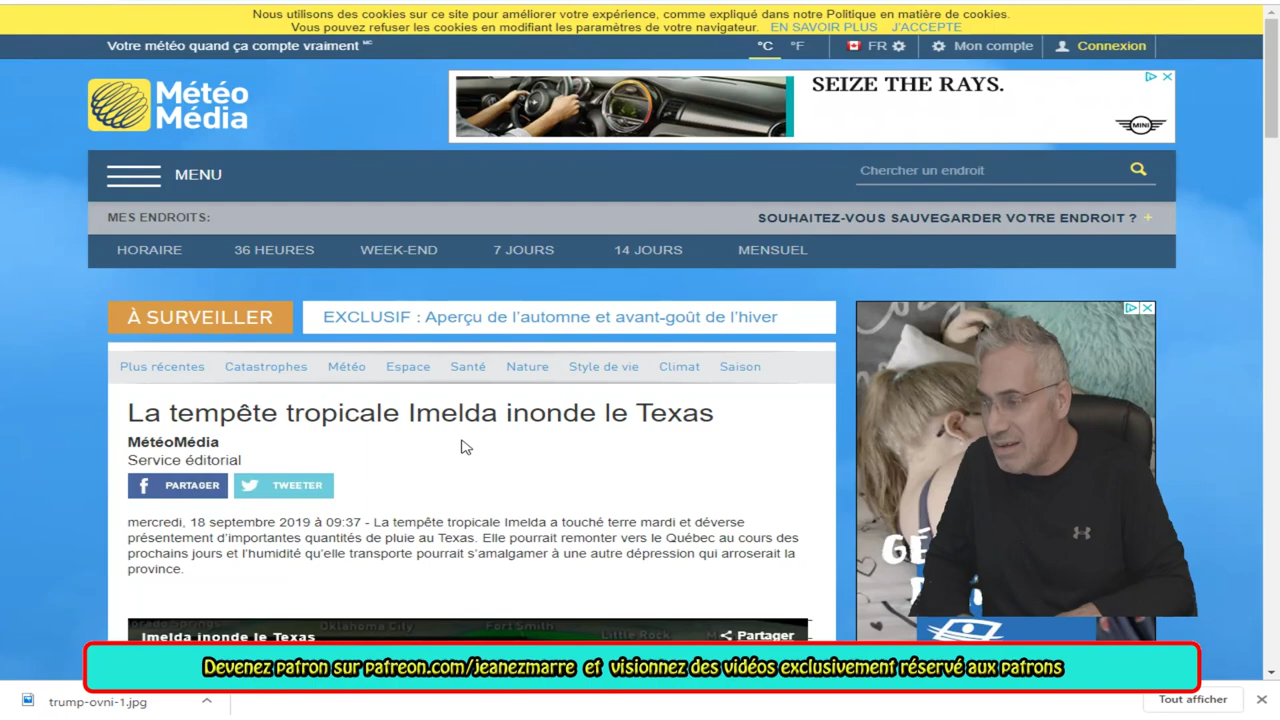 Nous utilisons des cookies sur ce site pour améliorer votre expérience, comme expliqué dans notre Politique en matière de cookies.
Vous pouvez refuser les cookies en modifiant les paramètres de votre navigateur. EN SAVOIR PLUS J'ACCEPTE
Votre météo quand ça compte vraiment MC
°C °F FR Mon compte Connexion
Météo
Média
SEIZE THE RAYS.
MINI
MENU
Chercher un endroit
MES ENDROITS:
SOUHAITEZ-VOUS SAUVEGARDER VOTRE ENDROIT ? +
HORAIRE 36 HEURES WEEK-END 7 JOURS 14 JOURS MENSUEL
À SURVEILLER
EXCLUSIF : Aperçu de l'automne et avant-goût de l'hiver
Plus récentes Catastrophes Météo Espace Santé Nature Style de vie Climat Saison
La tempête tropicale Imelda inonde le Texas
MétéoMédia
Service éditorial
PARTAGER TWEETER
mercredi, 18 septembre 2019 à 09:37 - La tempête tropicale Imelda a touché terre mardi et déverse
présentement d'importantes quantités de pluie au Texas. Elle pourrait remonter vers le Québec au cours des
prochains jours et l'humidité qu'elle transporte pourrait s'amalgamer à une autre dépression qui arroserait la
province.
Oklahoma City Fort Smith
Imelda inonde le Texas
Little Rock
Partager
Devenez patron sur patreon.com/jeanezmarre et visionnez des vidéos exclusivement réservé aux patrons
trump-ovni-1.jpg
Tout afficher